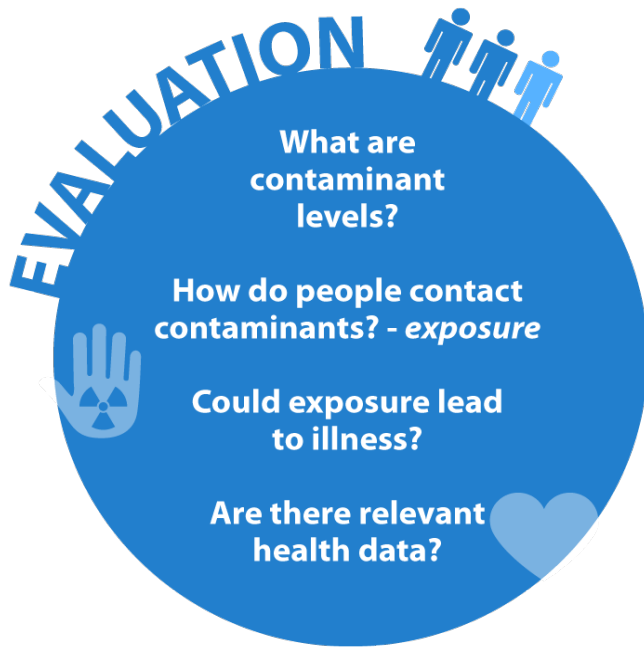 EVALUATION
What are
contaminant
levels?
How do people contact
contaminants? - exposure
Could exposure lead
to illness?
Are there relevant
health data?